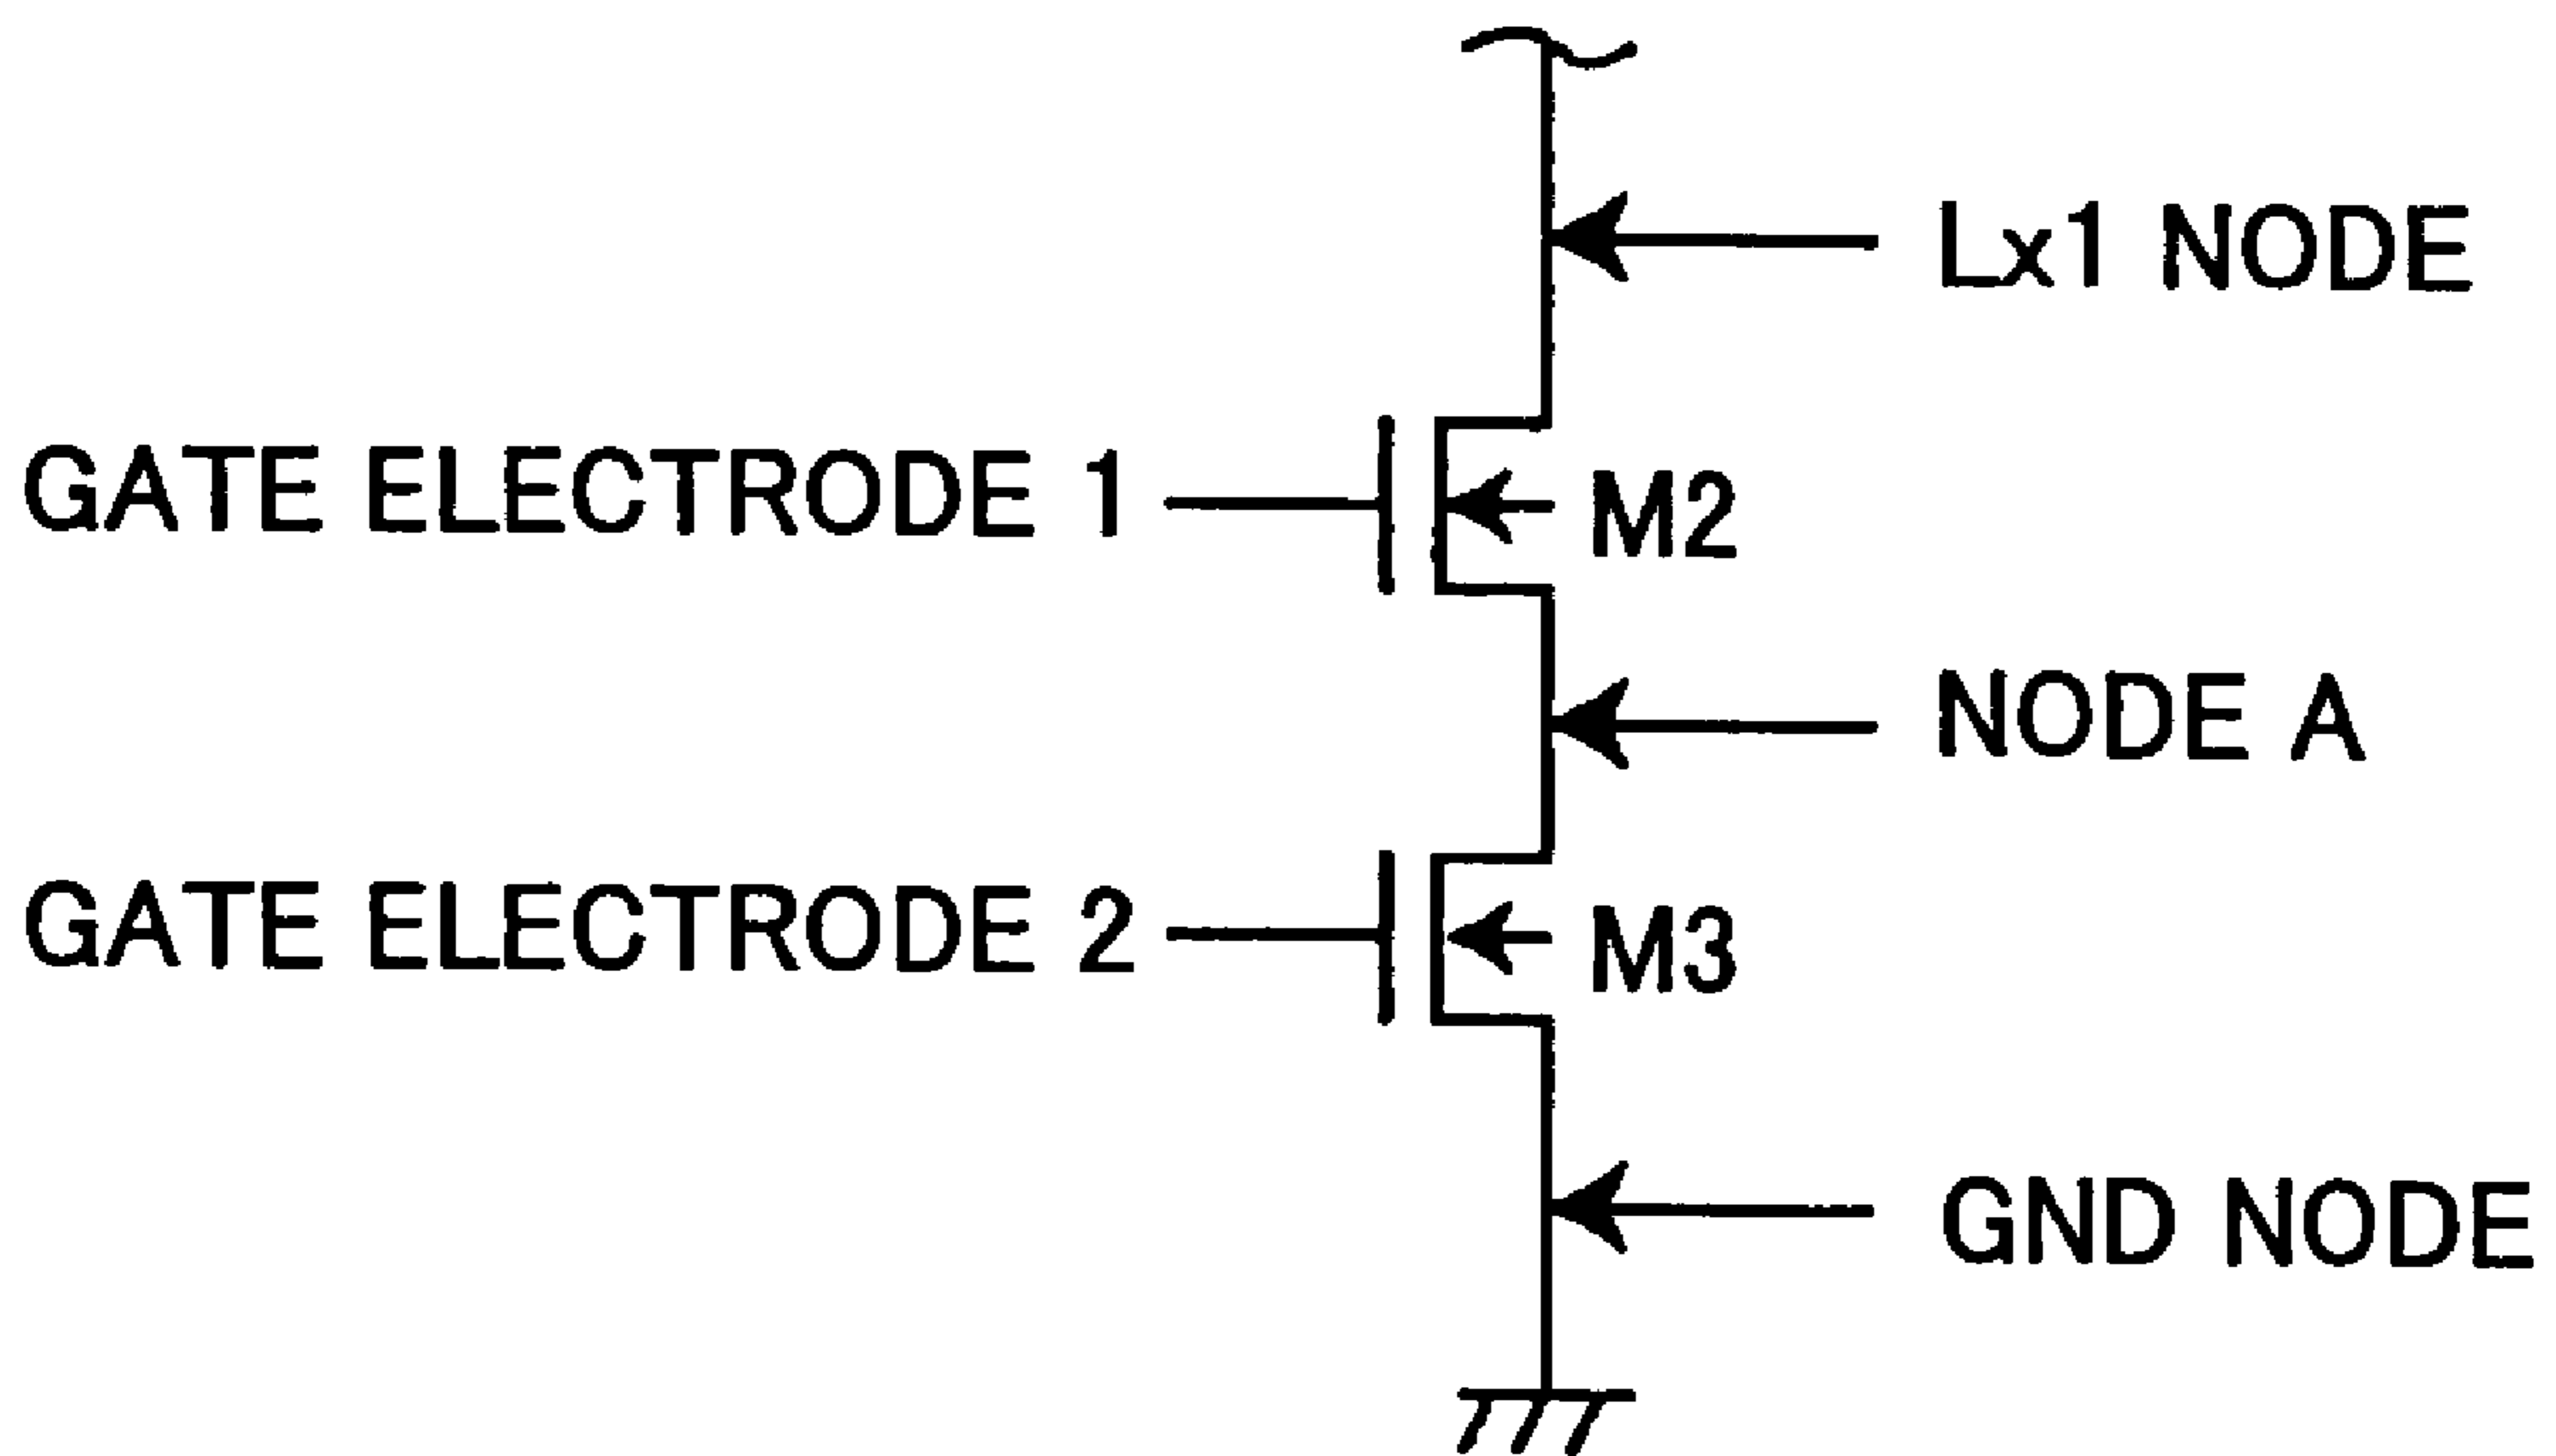 Lx1 NODE
GATE ELECTRODE 1
M2
NODE A
GATE ELECTRODE 2
M3
GND NODE